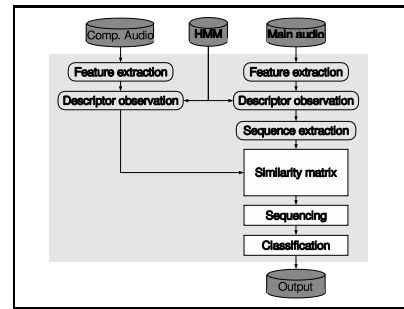 Comp. Audio
HMM
Main audio
Feature extraction
Feature extraction
Descriptor observation
Descriptor observation
Sequence extraction
Similarity matrix
Sequencing
Classification
Output